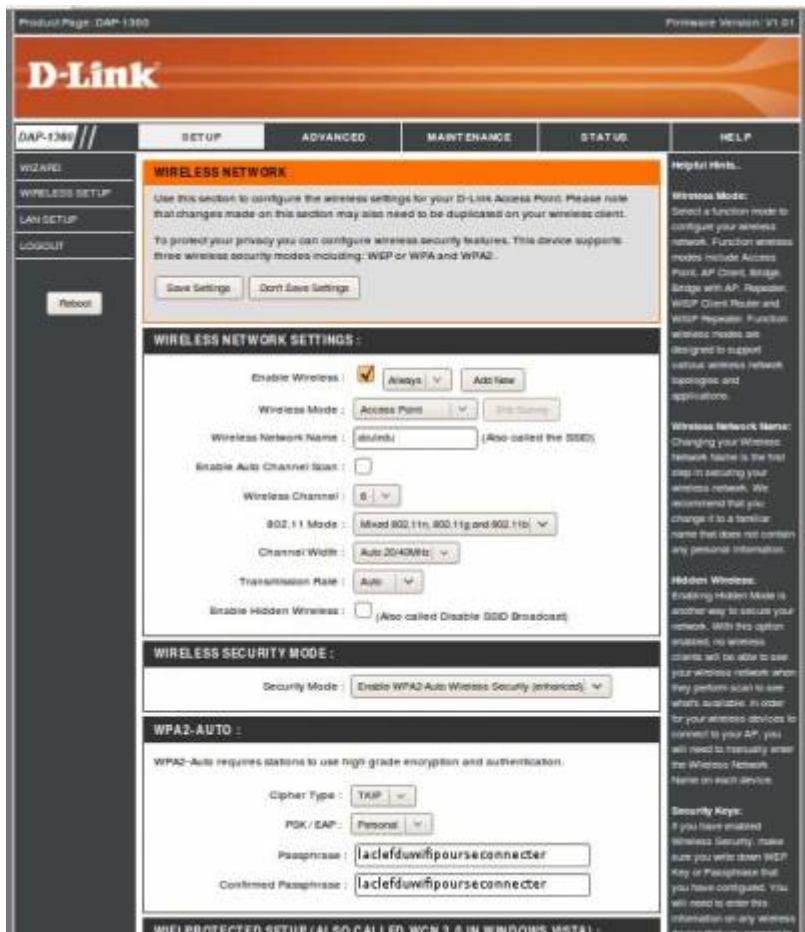 Product Page: DAP-1360
Firmware Version: V1.01
D-Link
DAP-1360
SETUP
ADVANCED
MAINTENANCE
STATUS
HELP
WIZARD
WIRELESS SETUP
LAN SETUP
LOGOUT
Reboot
WIRELESS NETWORK
Use this section to configure the wireless settings for your D-Link Access Point. Please note
that changes made on this section may also need to be duplicated on your wireless client.
To protect your privacy you can configure wireless security features. This device supports
three wireless security modes including: WEP or WPA and WPA2.
Save Settings
Don't Save Settings
WIRELESS NETWORK SETTINGS :
Enable Wireless :
Always
Add New
Wireless Mode :
Access Point
Site Survey
Wireless Network Name :
(Also called the SSID)
Enable Auto Channel Scan :
Wireless Channel :
6
802.11 Mode :
Mixed 802.11n, 802.11g and 802.11b
Channel Width :
Auto 20/40MHz
Transmission Rate :
Auto
Enable Hidden Wireless :
(Also called Disable SSID Broadcast)
WIRELESS SECURITY MODE :
Security Mode :
Enable WPA2-Auto Wireless Security (enhanced)
WPA2-AUTO :
WPA2-Auto requires stations to use high grade encryption and authentication.
Cipher Type :
TKIP
PSK / EAP :
Personal
Passphrase :
laclefduwifipourseconnecter
Confirmed Passphrase :
laclefduwifipourseconnecter
WIFI PROTECTED SETUP (ALSO CALLED WCN 2.0 IN WINDOWS VISTA) :
Helpful Hints..
Wireless Mode:
Select a function mode to
configure your wireless
network. Function wireless
modes include Access
Point, AP Client, Bridge,
Bridge with AP, Repeater,
WISP Client Router and
WISP Repeater. Function
wireless modes are
designed to support
various wireless network
topologies and
applications.
Wireless Network Name:
Changing your Wireless
Network Name is the first
step in securing your
wireless network. We
recommend that you
change it to a familiar
name that does not contain
any personal information.
Hidden Wireless:
Enabling Hidden Mode is
another way to secure your
network. With this option
enabled, no wireless
clients will be able to see
your wireless network when
they perform scan to see
what's available. In order
for your wireless devices to
connect to your AP, you
will need to manually enter
the Wireless Network
Name on each device.
Security Keys:
If you have enabled
Wireless Security, make
sure you write down WEP
Key or Passphrase that
you have configured. You
will need to enter this
information on any wireless